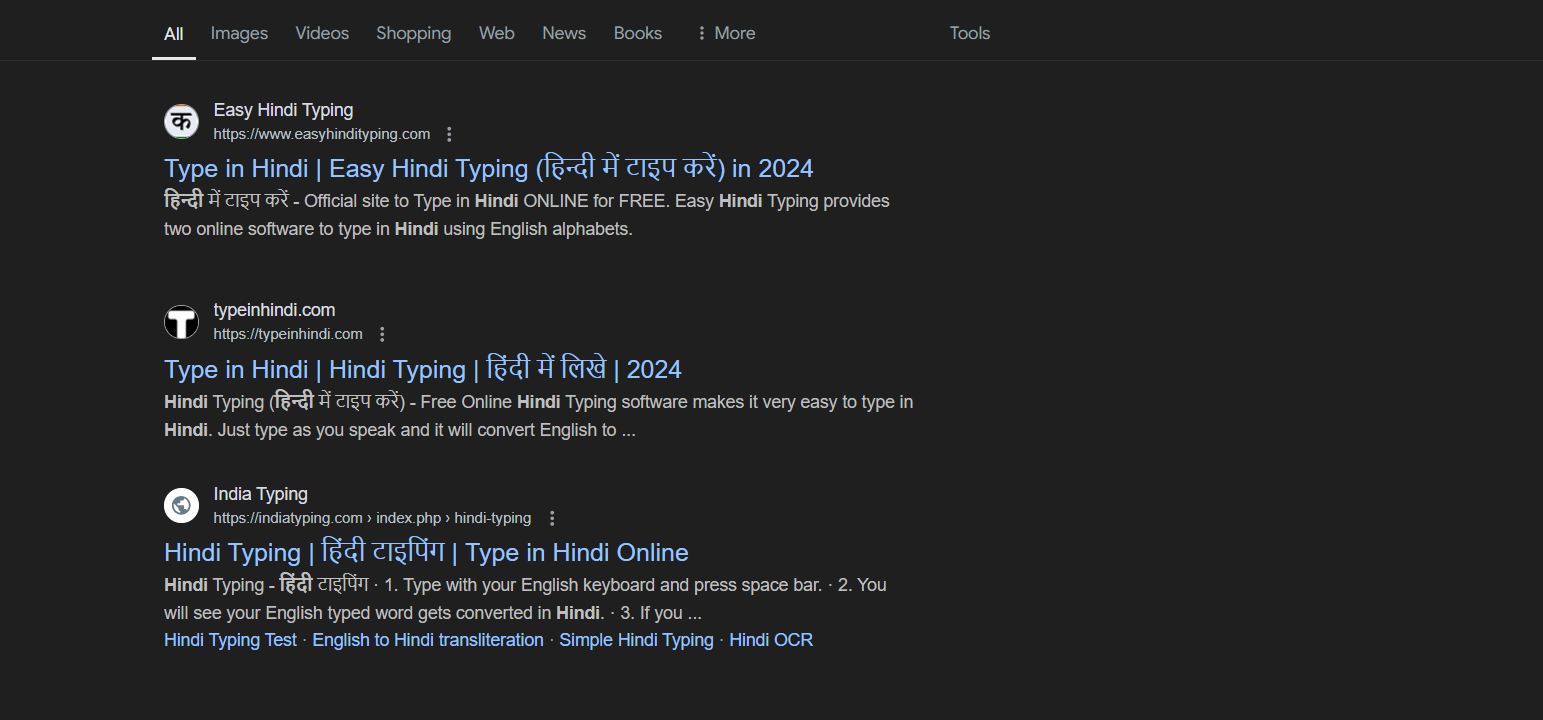 All Images Videos Shopping Web News Books More Tools
क
Easy Hindi Typing
https://www.easyhindityping.com
Type in Hindi | Easy Hindi Typing (हिन्दी में टाइप करें) in 2024
हिन्दी में टाइप करें - Official site to Type in Hindi ONLINE for FREE. Easy Hindi Typing provides
two online software to type in Hindi using English alphabets.
T
typeinhindi.com
https://typeinhindi.com
Type in Hindi | Hindi Typing | हिंदी में लिखे | 2024
Hindi Typing (हिन्दी में टाइप करें) - Free Online Hindi Typing software makes it very easy to type in
Hindi. Just type as you speak and it will convert English to ...
India Typing
https://indiatyping.com › index.php › hindi-typing
Hindi Typing | हिंदी टाइपिंग | Type in Hindi Online
Hindi Typing - हिंदी टाइपिंग · 1. Type with your English keyboard and press space bar. · 2. You
will see your English typed word gets converted in Hindi. · 3. If you ...
Hindi Typing Test · English to Hindi transliteration · Simple Hindi Typing · Hindi OCR